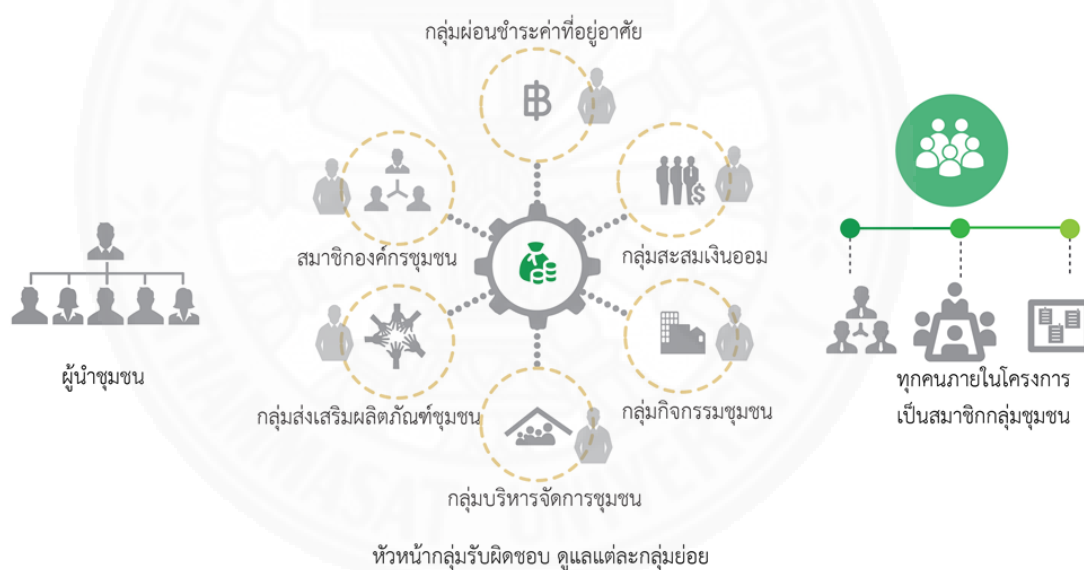 กลุ่มผ่อนชำระค่าที่อยู่อาศัย
สมาชิกองค์กรชุมชน
กลุ่มสะสมเงินออม
ผู้นำชุมชน
กลุ่มส่งเสริมผลิตภัณฑ์ชุมชน
กลุ่มกิจกรรมชุมชน
ทุกคนภายในโครงการ
เป็นสมาชิกกลุ่มชุมชน
กลุ่มบริหารจัดการชุมชน
หัวหน้ากลุ่มรับผิดชอบ ดูแลแต่ละกลุ่มย่อย